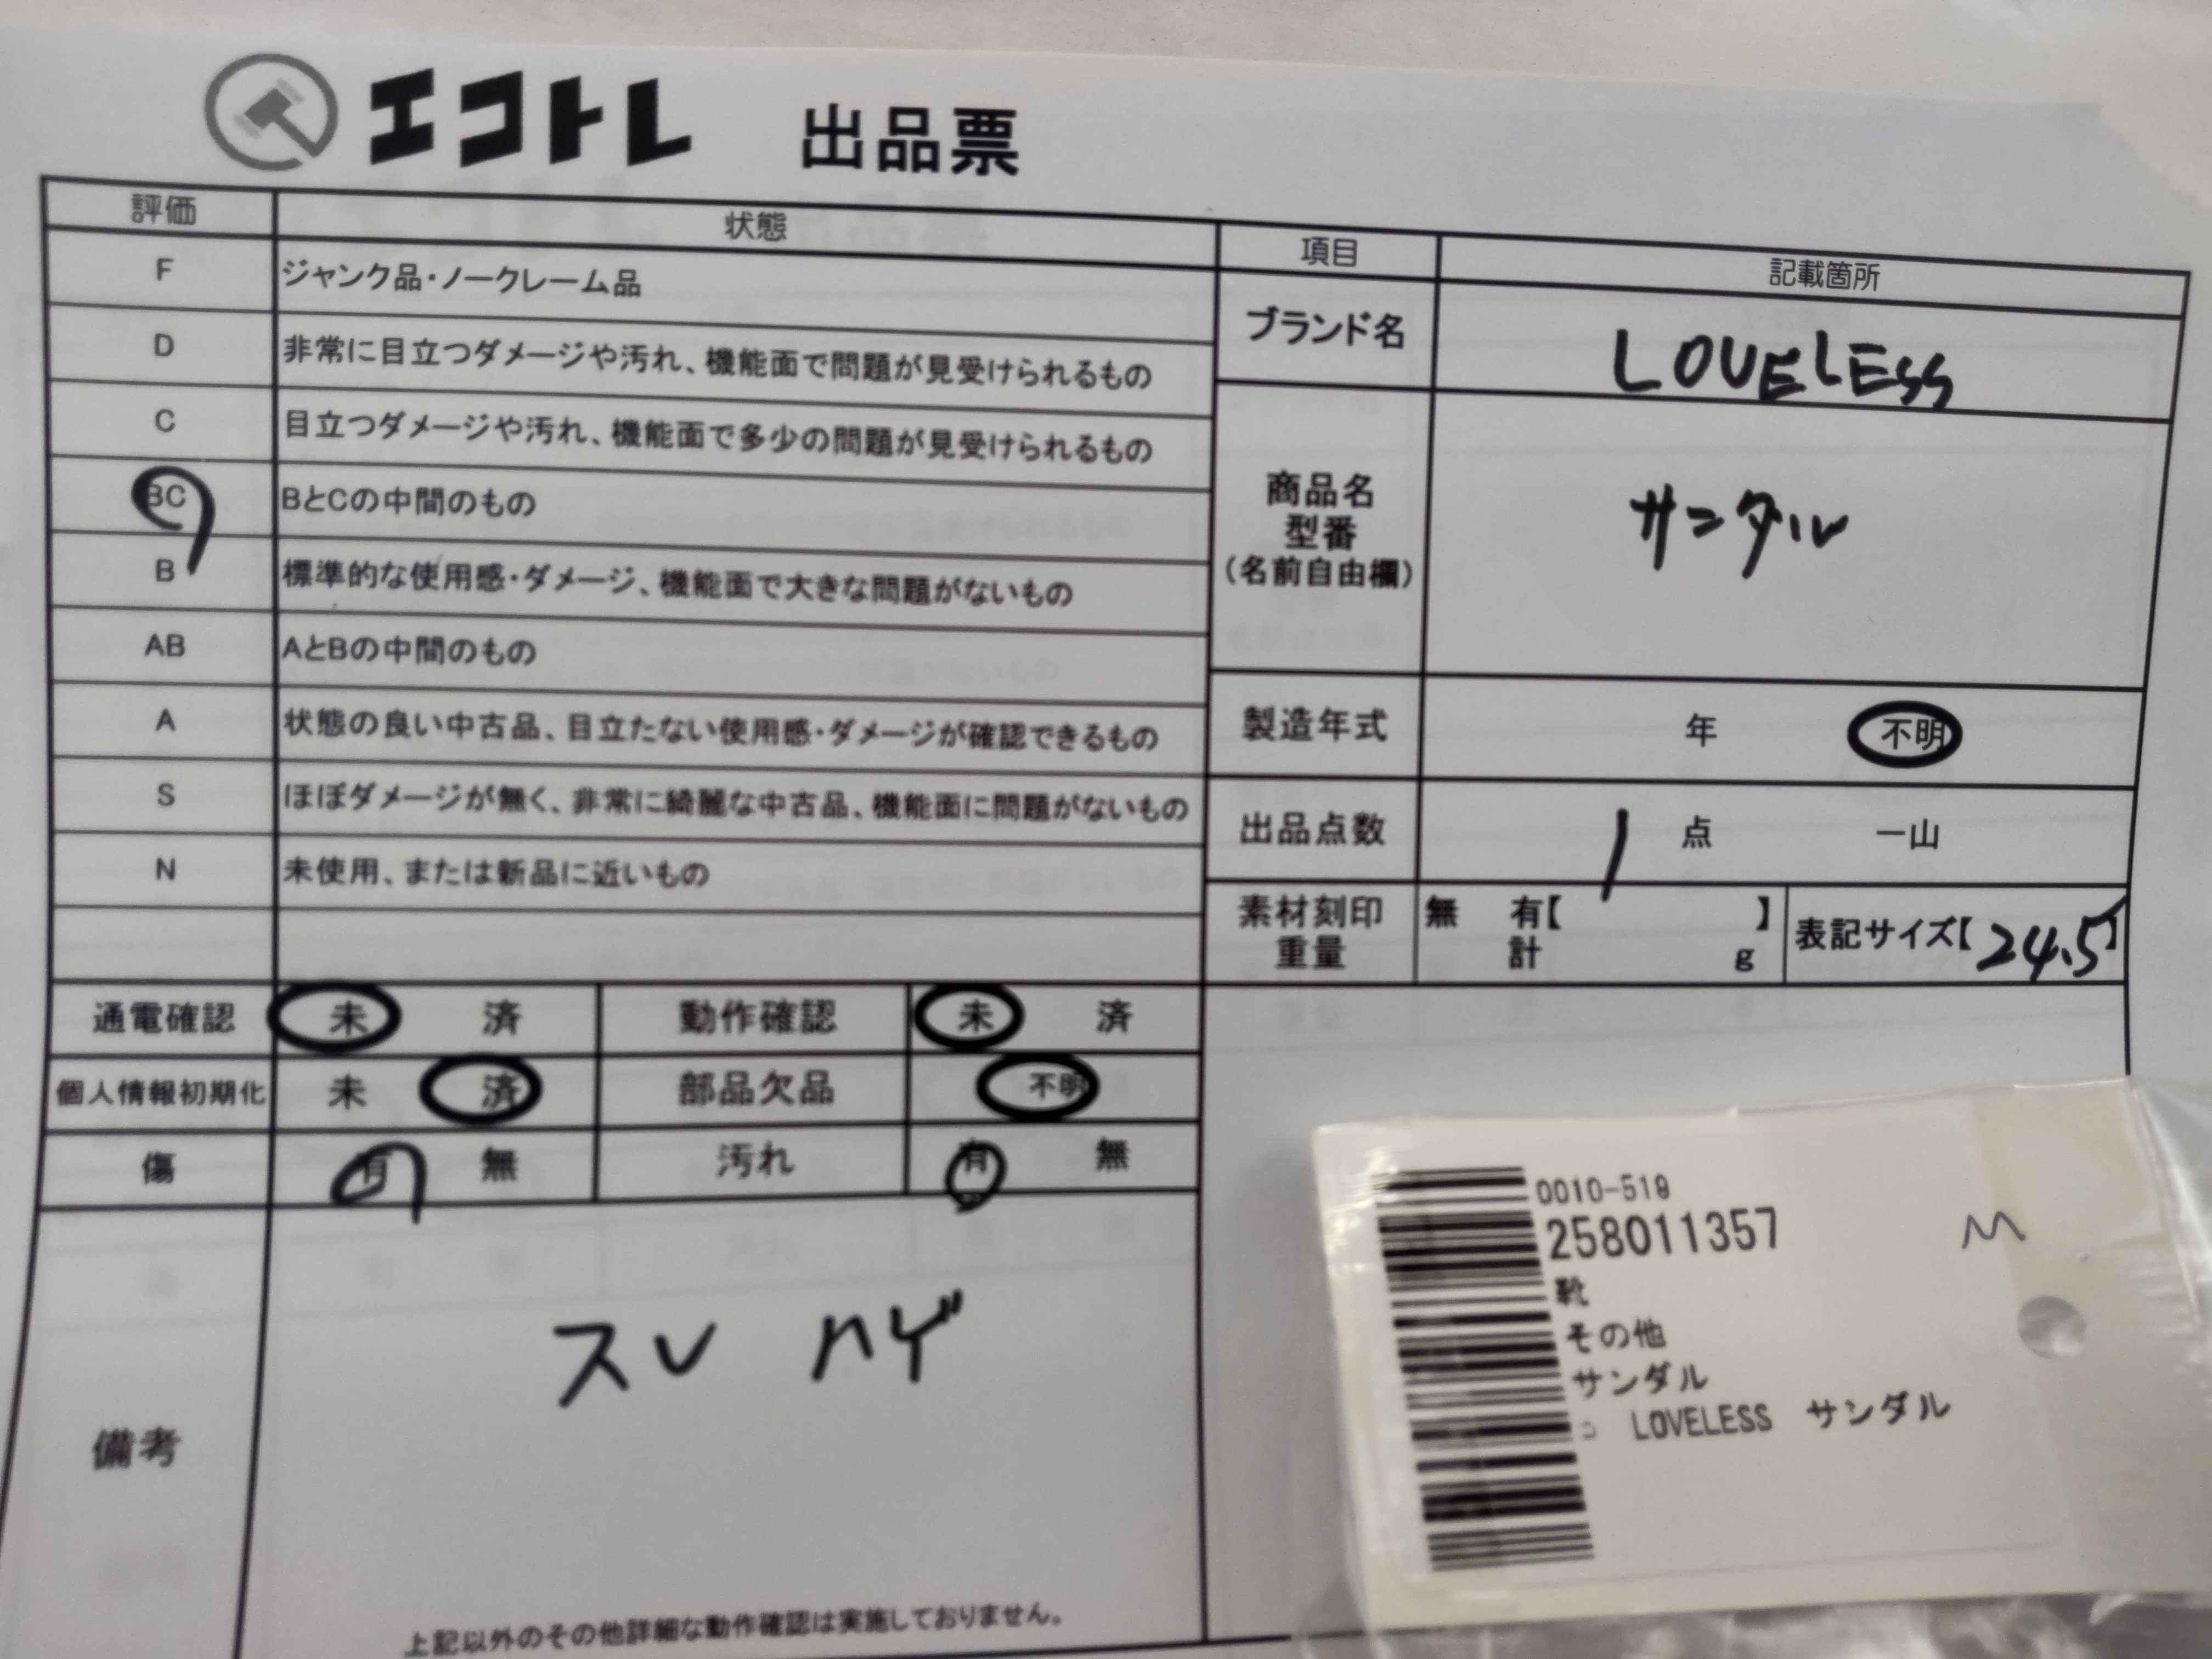 エコトレ 出品票
評価 状態
F ジャンク品・ノークレーム品
D 非常に目立つダメージや汚れ、機能面で問題が見受けられるもの
C 目立つダメージや汚れ、機能面で多少の問題が見受けられるもの
BC BとCの中間のもの
B 標準的な使用感・ダメージ、機能面で大きな問題がないもの
AB AとBの中間のもの
A 状態の良い中古品、目立たない使用感・ダメージが確認できるもの
S ほぼダメージが無く、非常に綺麗な中古品、機能面に問題がないもの
N 未使用、または新品に近いもの
項目 記載箇所
ブランド名 LOVELESS
商品名
型番
(名前自由欄)
サンダル
製造年式 年 不明
出品点数 1 点 一山
素材刻印 無 有【 】
重量 計 g
表記サイズ【24.5】
通電確認 未 済 動作確認 未 済
個人情報初期化 未 済 部品欠品 不明
傷 有 無 汚れ 有 無
備考
スレ ハゲ
上記以外のその他詳細な動作確認は実施しておりません。
0010-519
258011357
M
靴
その他
サンダル
LOVELESS サンダル